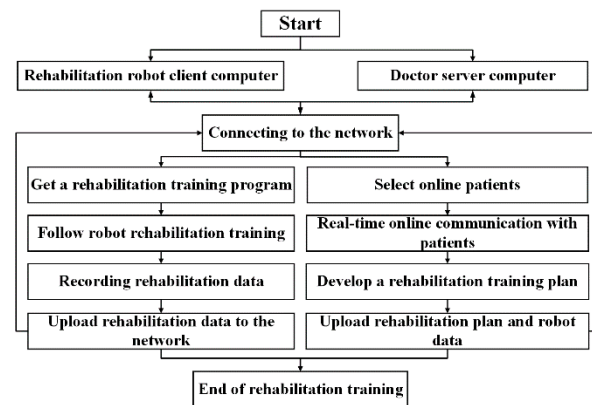 Start
Rehabilitation robot client computer
Doctor server computer
Connecting to the network
Get a rehabilitation training program
Select online patients
Follow robot rehabilitation training
Real-time online communication with
patients
Recording rehabilitation data
Develop a rehabilitation training plan
Upload rehabilitation data to the
network
Upload rehabilitation plan and robot
data
End of rehabilitation training